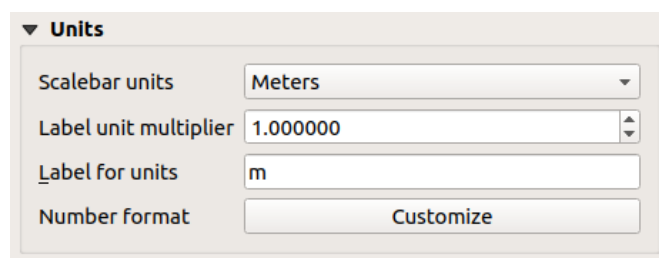 Units
Scalebar units Meters
Label unit multiplier 1.000000
Label for units m
Number format Customize